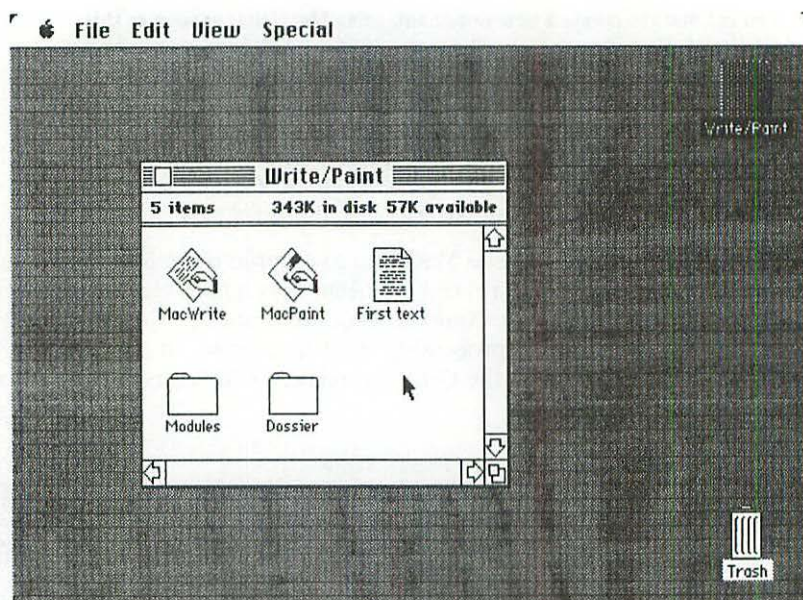 File Edit View Special
Write/Paint
Write/Paint
5 items 343K in disk 57K available
MacWrite MacPaint First text
Modules Dossier
Trash